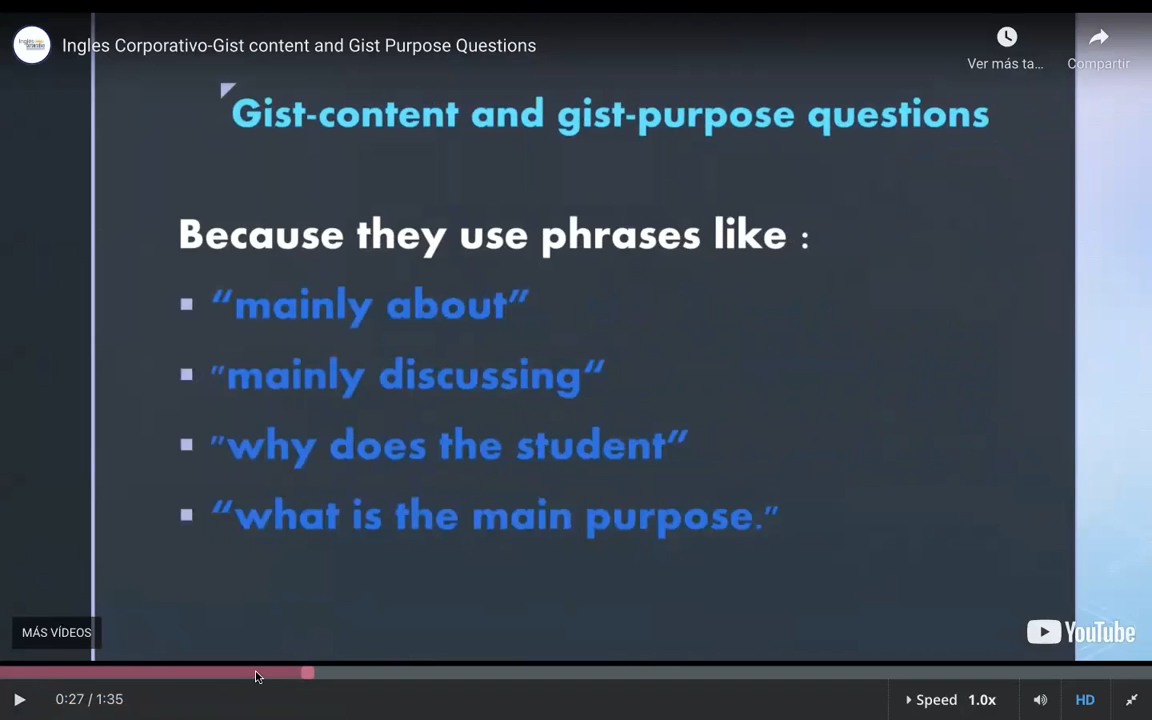 Ingles Corporativo-Gist content and Gist Purpose Questions
Ver más ta...
Compartir
Gist-content and gist-purpose questions
Because they use phrases like :
▪ “mainly about”
▪ ”mainly discussing“
▪ ”why does the student”
▪ “what is the main purpose.”
MÁS VÍDEOS
YouTube
0:27 / 1:35
Speed 1.0x
HD